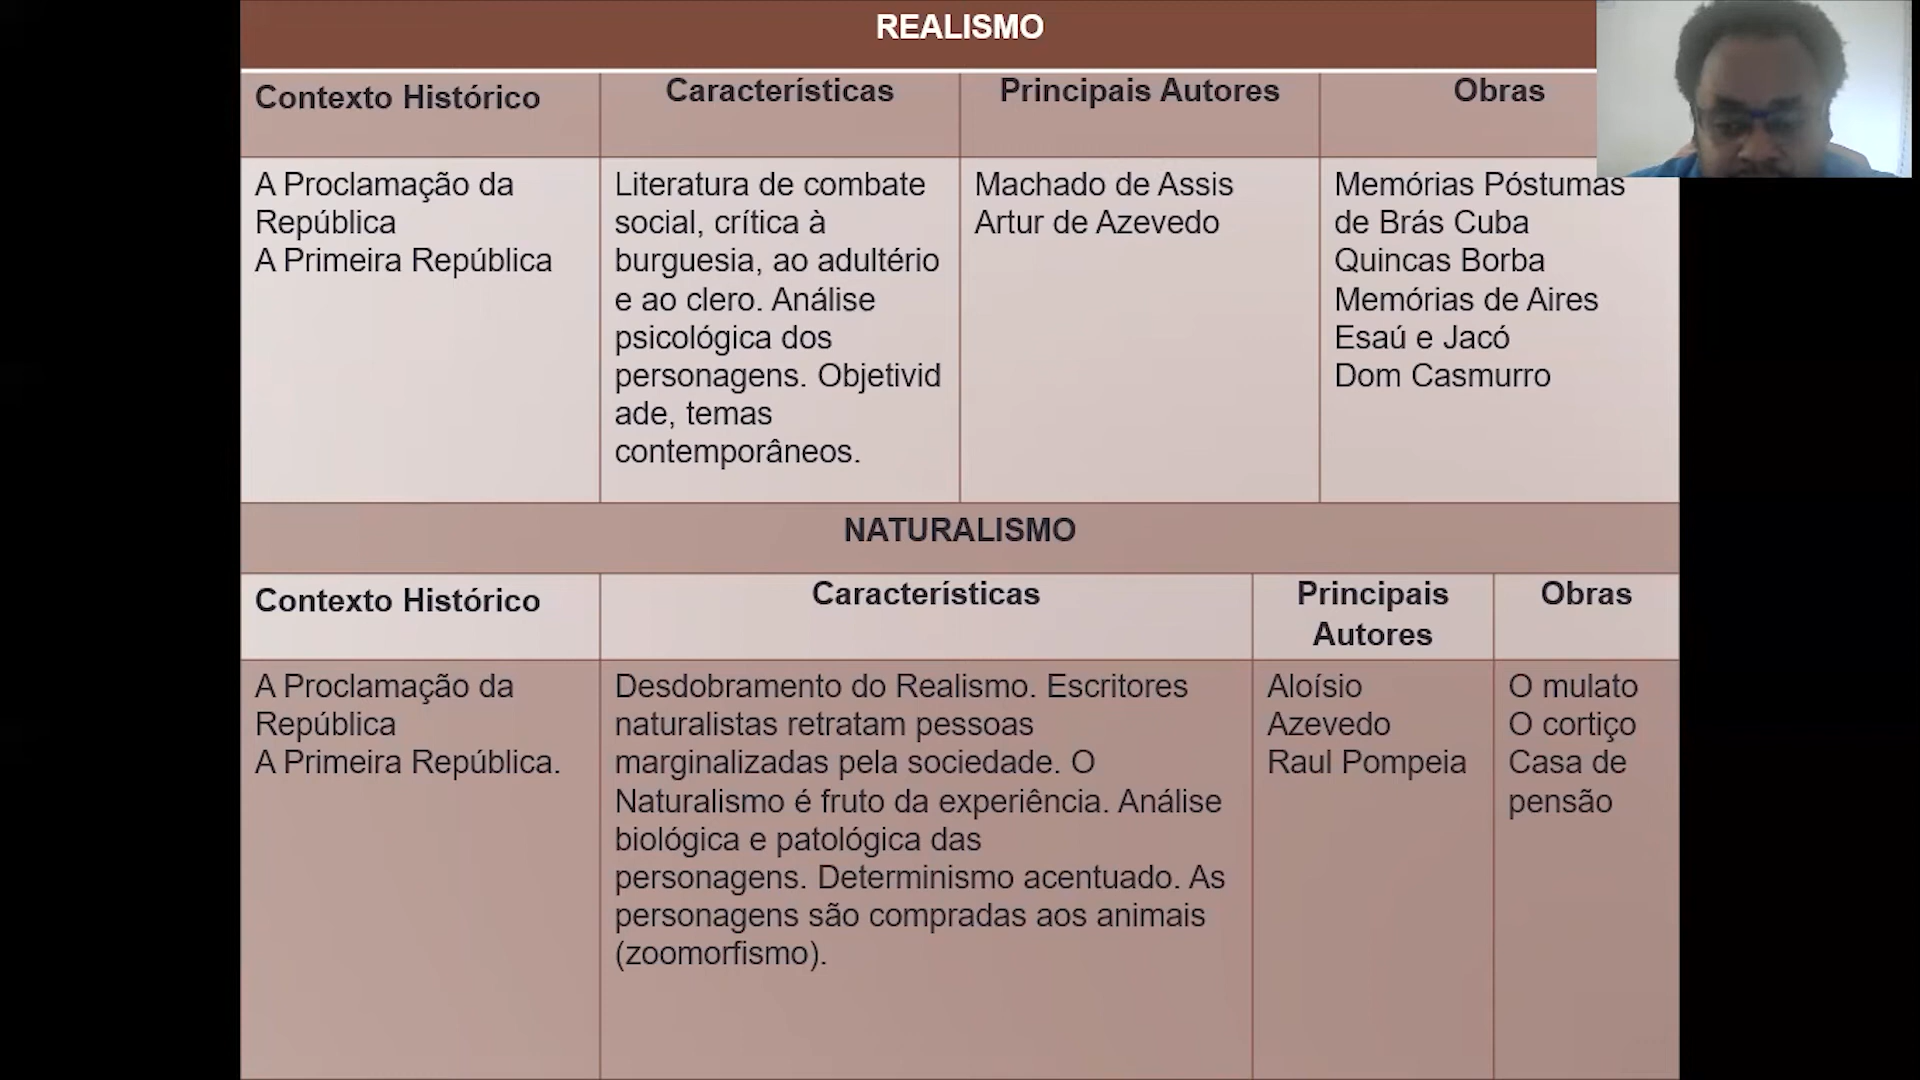 REALISMO
Contexto Histórico
Características
Principais Autores
Obras
A Proclamação da
República
A Primeira República
Literatura de combate
social, crítica à
burguesia, ao adultério
e ao clero. Análise
psicológica dos
personagens. Objetivid
ade, temas
contemporâneos.
Machado de Assis
Artur de Azevedo
Memórias Póstumas
de Brás Cuba
Quincas Borba
Memórias de Aires
Esaú e Jacó
Dom Casmurro
NATURALISMO
Contexto Histórico
Características
Principais
Autores
Obras
A Proclamação da
República
A Primeira República.
Desdobramento do Realismo. Escritores
naturalistas retratam pessoas
marginalizadas pela sociedade. O
Naturalismo é fruto da experiência. Análise
biológica e patológica das
personagens. Determinismo acentuado. As
personagens são compradas aos animais
(zoomorfismo).
Aloísio
Azevedo
Raul Pompeia
O mulato
O cortiço
Casa de
pensão